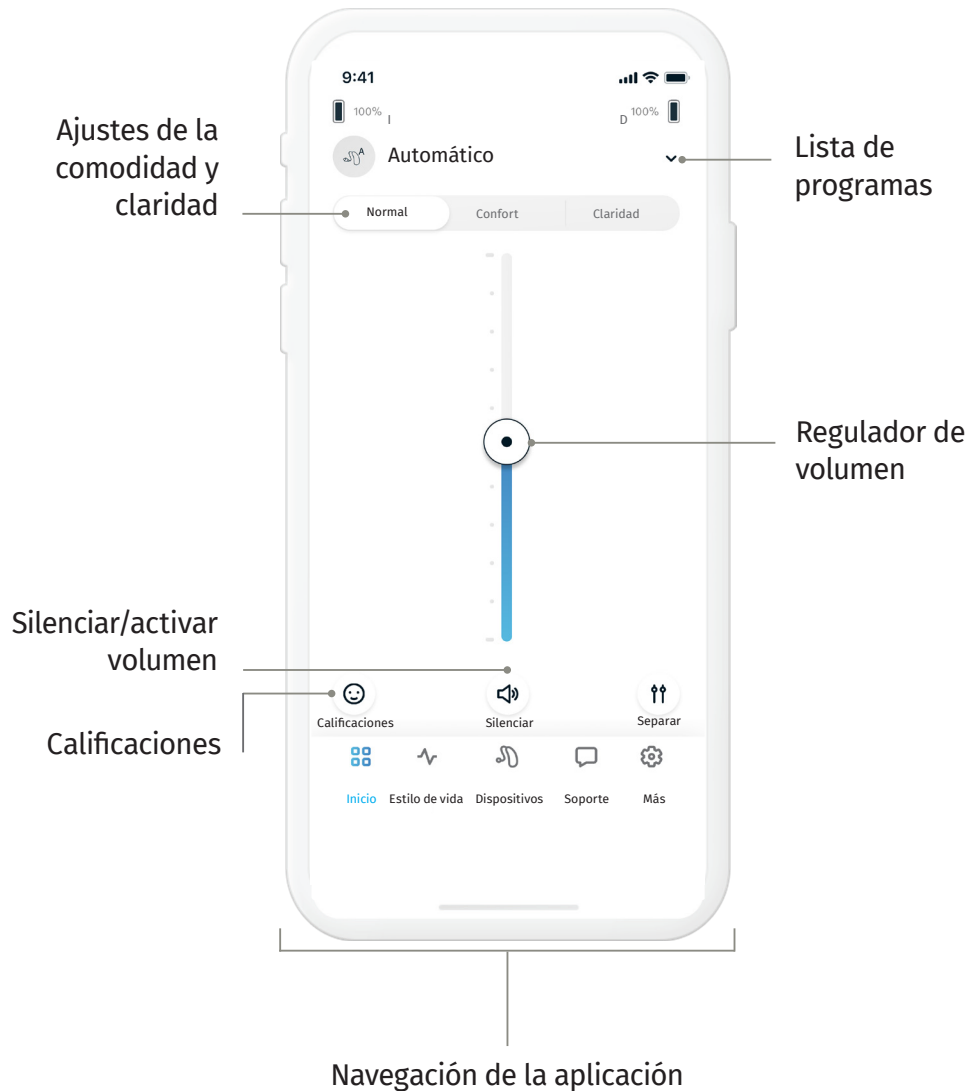 9:41
100% I
D 100%
Ajustes de la
comodidad y
claridad
A
Automático
Lista de
programas
Normal
Confort
Claridad
Regulador de
volumen
Silenciar/activar
volumen
Calificaciones
Calificaciones
Silenciar
Separar
Inicio
Estilo de vida
Dispositivos
Soporte
Más
Navegación de la aplicación